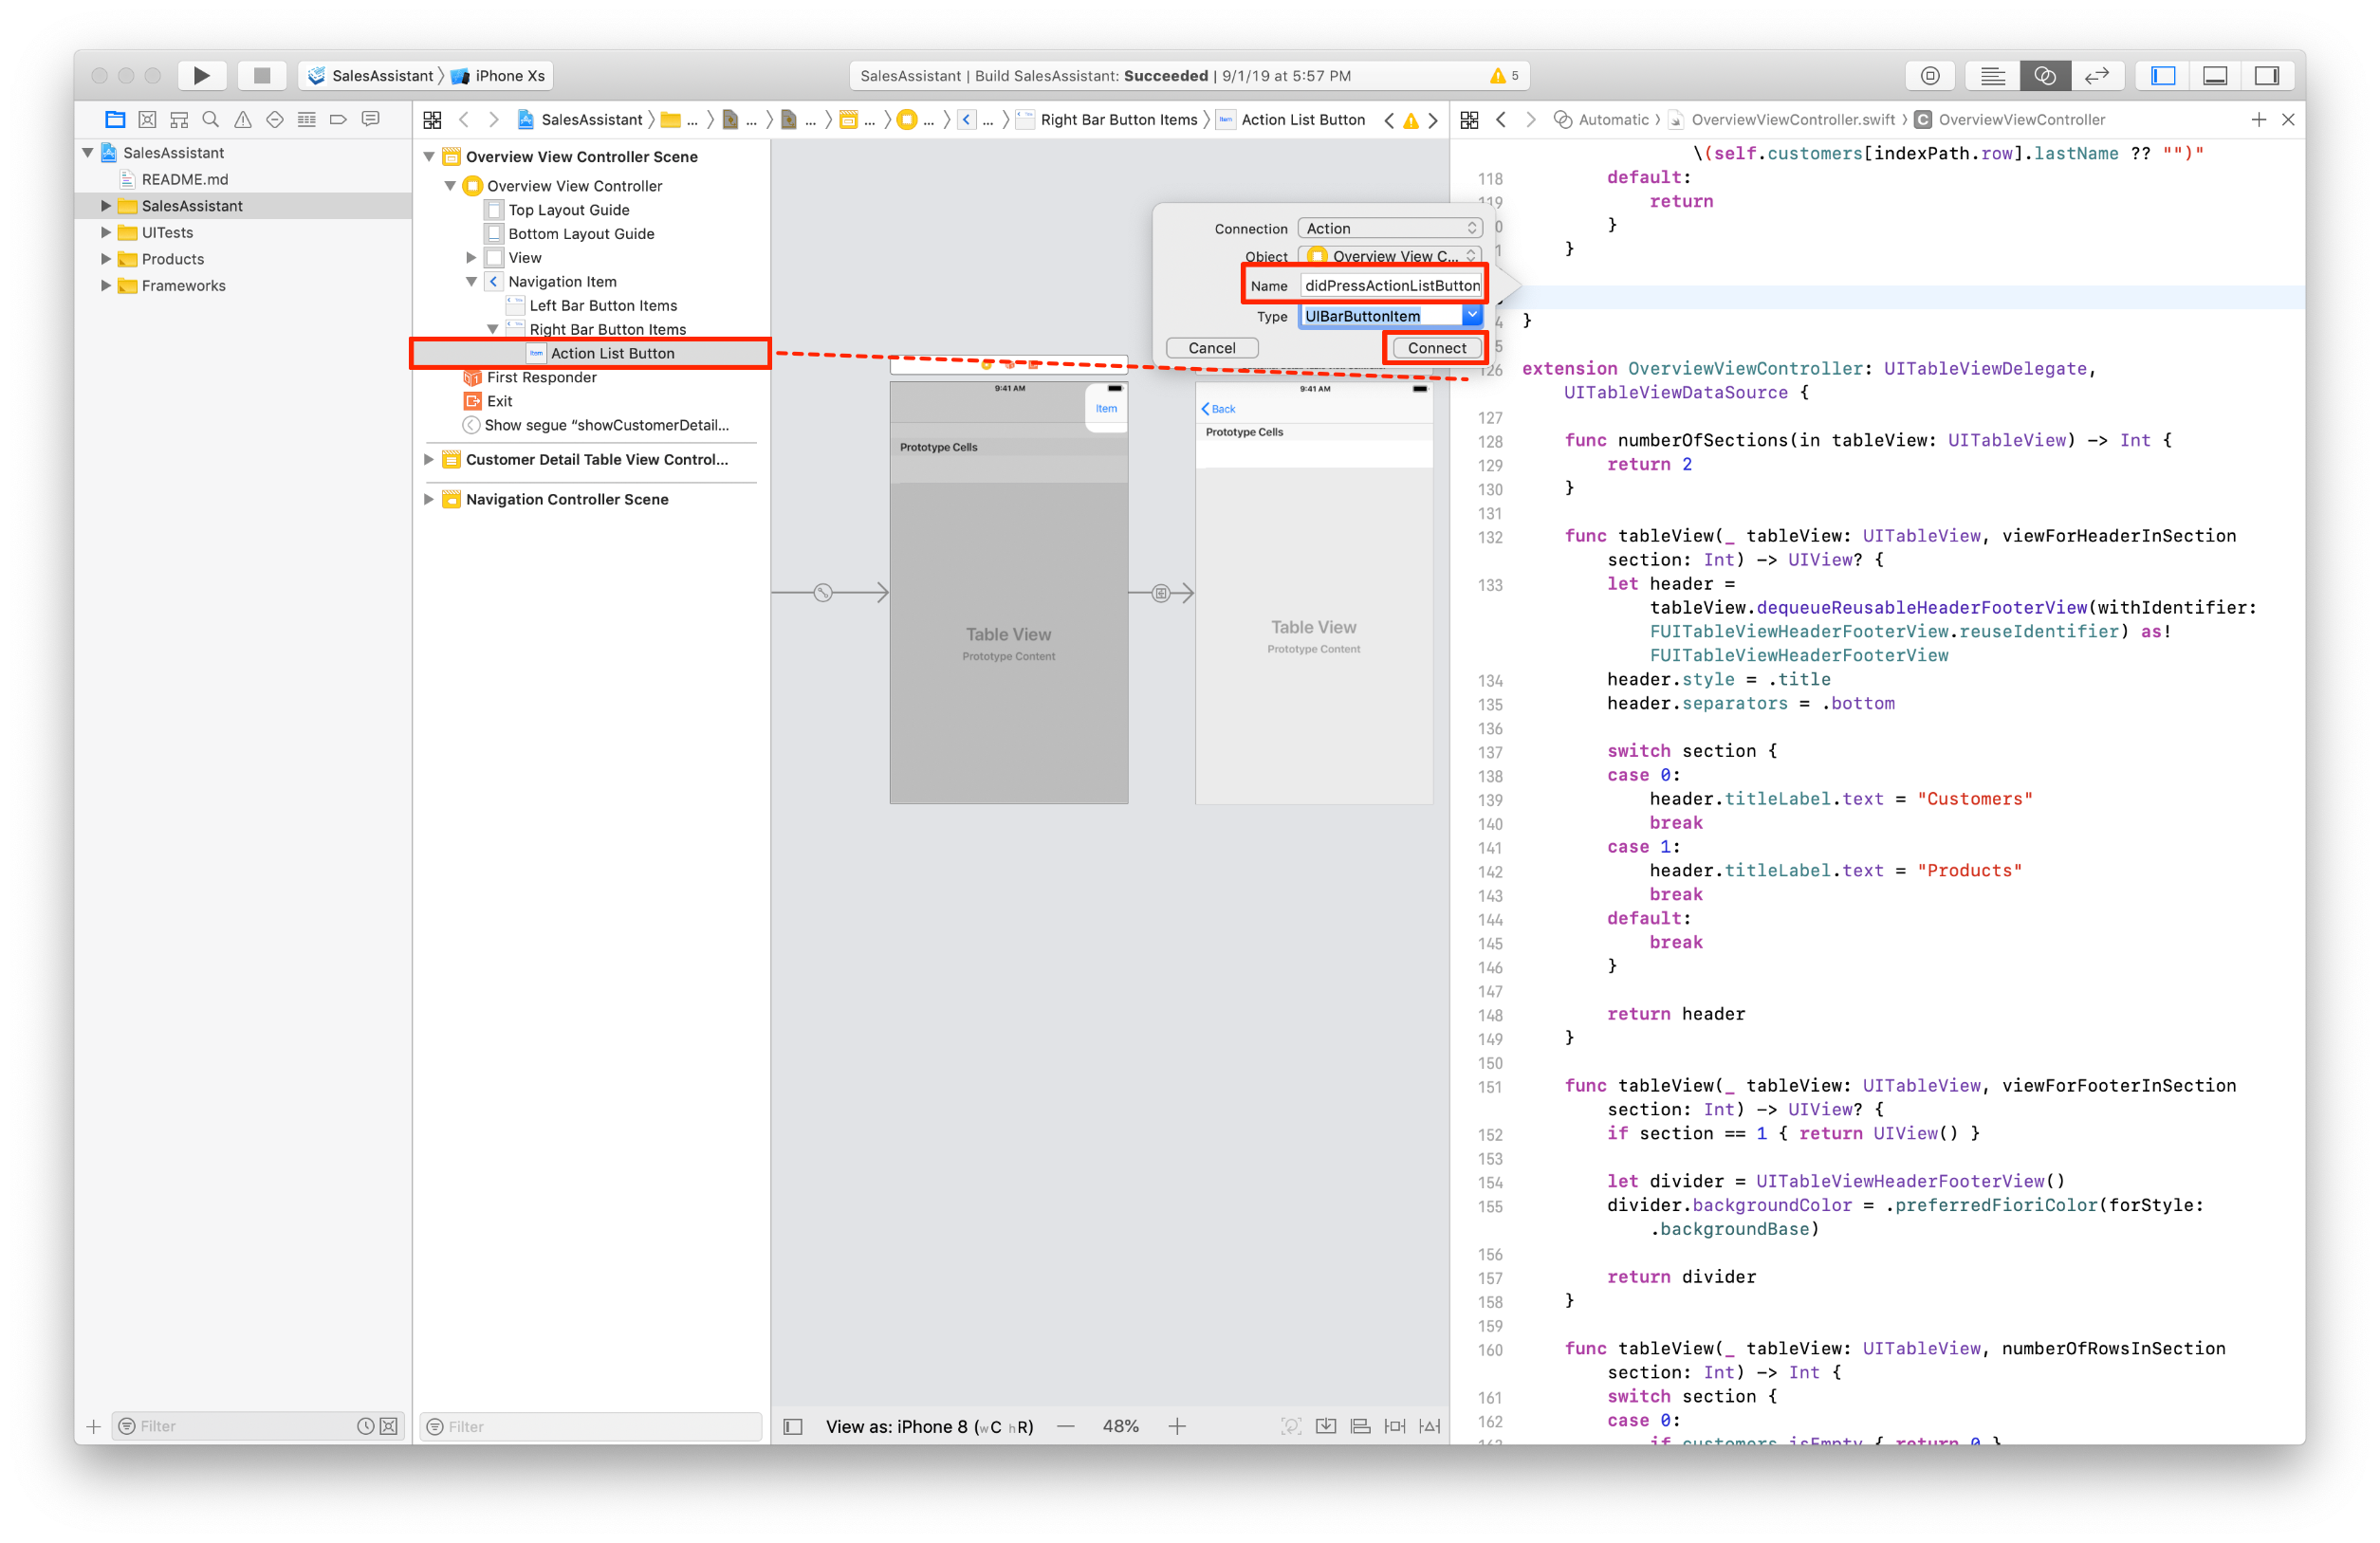 SalesAssistant iPhone Xs
SalesAssistant | Build SalesAssistant: Succeeded | 9/1/19 at 5:57 PM
5
SalesAssistant
README.md
SalesAssistant
UITests
Products
Frameworks
Filter
SalesAssistant ... ... ... ... ... ... Right Bar Button Items Action List Button
Overview View Controller Scene
Overview View Controller
Top Layout Guide
Bottom Layout Guide
View
Navigation Item
Left Bar Button Items
Right Bar Button Items
Item Action List Button
First Responder
Exit
Show segue “showCustomerDetail...
Customer Detail Table View Control...
Navigation Controller Scene
Filter
9:41 AM
Item
Prototype Cells
Table View
Prototype Content
9:41 AM
Back
Prototype Cells
Table View
Prototype Content
View as: iPhone 8 (wC hR) — 48% +
Connection Action
Object Overview View C...
Name didPressActionListButton
Type UIBarButtonItem
Cancel Connect
Automatic OverviewViewController.swift C OverviewViewController
\(self.customers[indexPath.row].lastName ?? "")"
118 default:
119 return
}
}
}
126 extension OverviewViewController: UITableViewDelegate,
UITableViewDataSource {
127
128 func numberOfSections(in tableView: UITableView) -> Int {
129 return 2
130 }
131
132 func tableView(_ tableView: UITableView, viewForHeaderInSection
section: Int) -> UIView? {
133 let header =
tableView.dequeueReusableHeaderFooterView(withIdentifier:
FUITableViewHeaderFooterView.reuseIdentifier) as!
FUITableViewHeaderFooterView
134 header.style = .title
135 header.separators = .bottom
136
137 switch section {
138 case 0:
139 header.titleLabel.text = "Customers"
140 break
141 case 1:
142 header.titleLabel.text = "Products"
143 break
144 default:
145 break
146 }
147
148 return header
149 }
150
151 func tableView(_ tableView: UITableView, viewForFooterInSection
section: Int) -> UIView? {
152 if section == 1 { return UIView() }
153
154 let divider = UITableViewHeaderFooterView()
155 divider.backgroundColor = .preferredFioriColor(forStyle:
.backgroundBase)
156
157 return divider
158 }
159
160 func tableView(_ tableView: UITableView, numberOfRowsInSection
section: Int) -> Int {
161 switch section {
162 case 0:
163 if customers.isEmpty { return 0 }